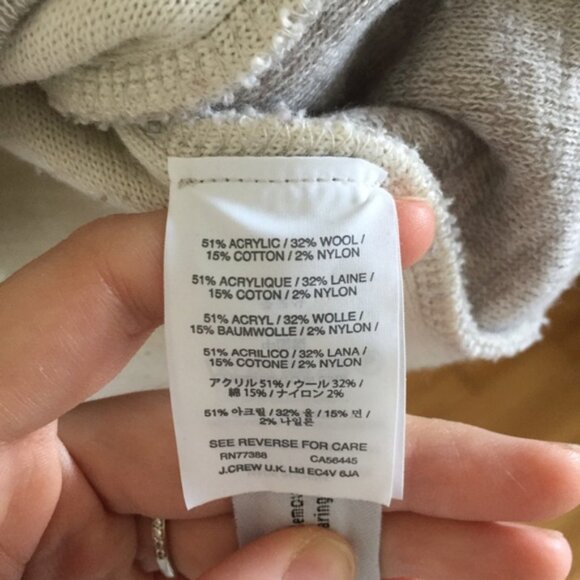 51% ACRYLIC / 32% WOOL /
15% COTTON / 2% NYLON
51% ACRYLIQUE / 32% LAINE /
15% COTON / 2% NYLON
51% ACRYL / 32% WOLLE /
15% BAUMWOLLE / 2% NYLON /
51% ACRILICO / 32% LANA /
15% COTONE / 2% NYLON
アクリル 51% / ウール 32% /
綿 15% / ナイロン 2%
51% 아크릴 / 32% 울 / 15% 면 /
2% 나일론
SEE REVERSE FOR CARE
RN77388 CA56445
J.CREW U.K. Ltd EC4V 6JA